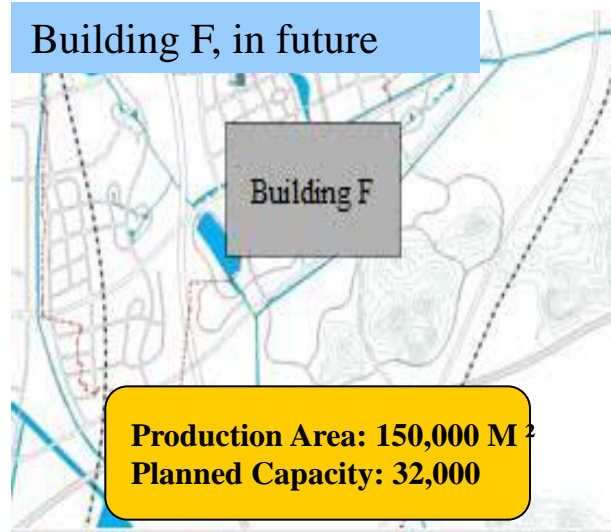 Building F, in future
Building F
Production Area: 150,000 M ²
Planned Capacity: 32,000